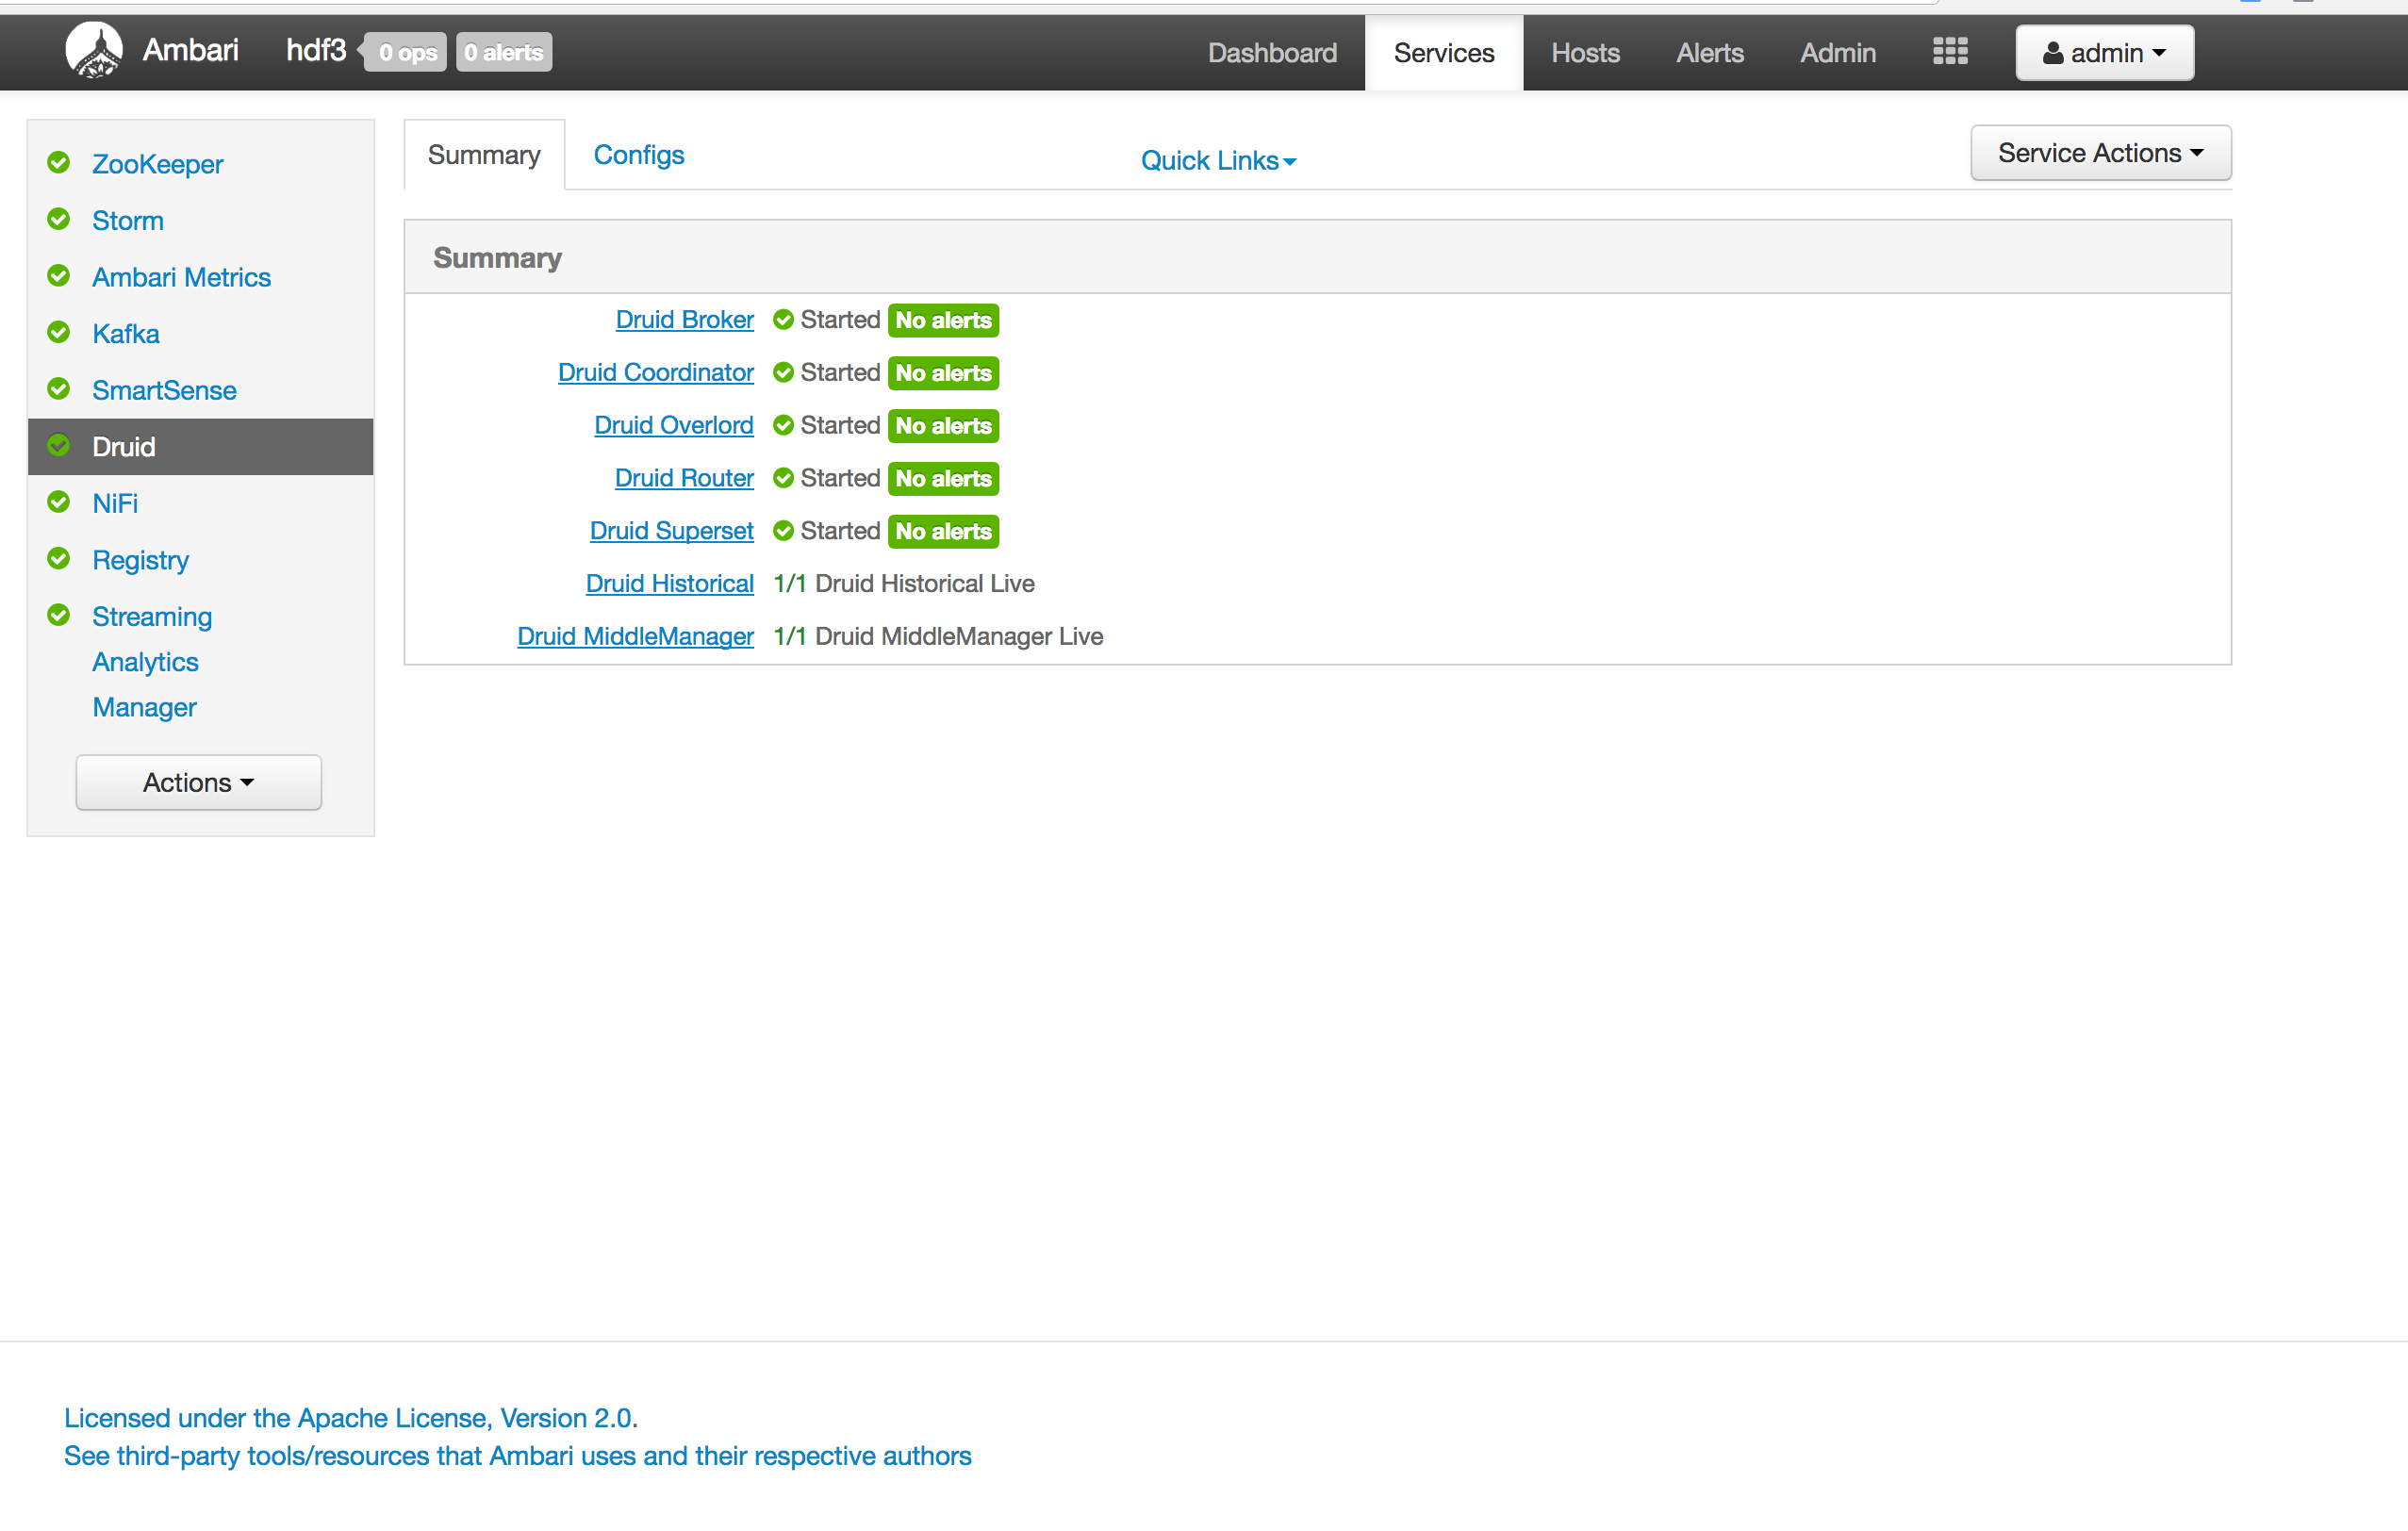 Ambari hdf3 0 ops 0 alerts Dashboard Services Hosts Alerts Admin admin
ZooKeeper
Storm
Ambari Metrics
Kafka
SmartSense
Druid
NiFi
Registry
Streaming
Analytics
Manager
Actions
Summary Configs Quick Links Service Actions
Summary
Druid Broker Started No alerts
Druid Coordinator Started No alerts
Druid Overlord Started No alerts
Druid Router Started No alerts
Druid Superset Started No alerts
Druid Historical 1/1 Druid Historical Live
Druid MiddleManager 1/1 Druid MiddleManager Live
Licensed under the Apache License, Version 2.0.
See third-party tools/resources that Ambari uses and their respective authors